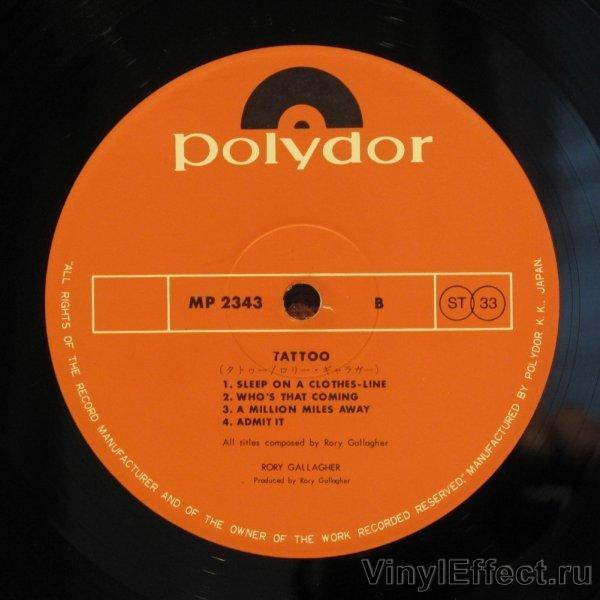 polydor
MP 2343 B ST 33
TATTOO
(タトゥー/ロリー・ギャラガー)
1. SLEEP ON A CLOTHES-LINE
2. WHO'S THAT COMING
3. A MILLION MILES AWAY
4. ADMIT IT
All titles composed by Rory Gallagher
RORY GALLAGHER
Produced by Rory Gallagher
"ALL RIGHTS OF THE RECORD MANUFACTURER AND OF THE OWNER OF THE WORK RECORDED RESERVED," MANUFACTURED BY POLYDOR K.K., JAPAN.
VinylEffect.ru